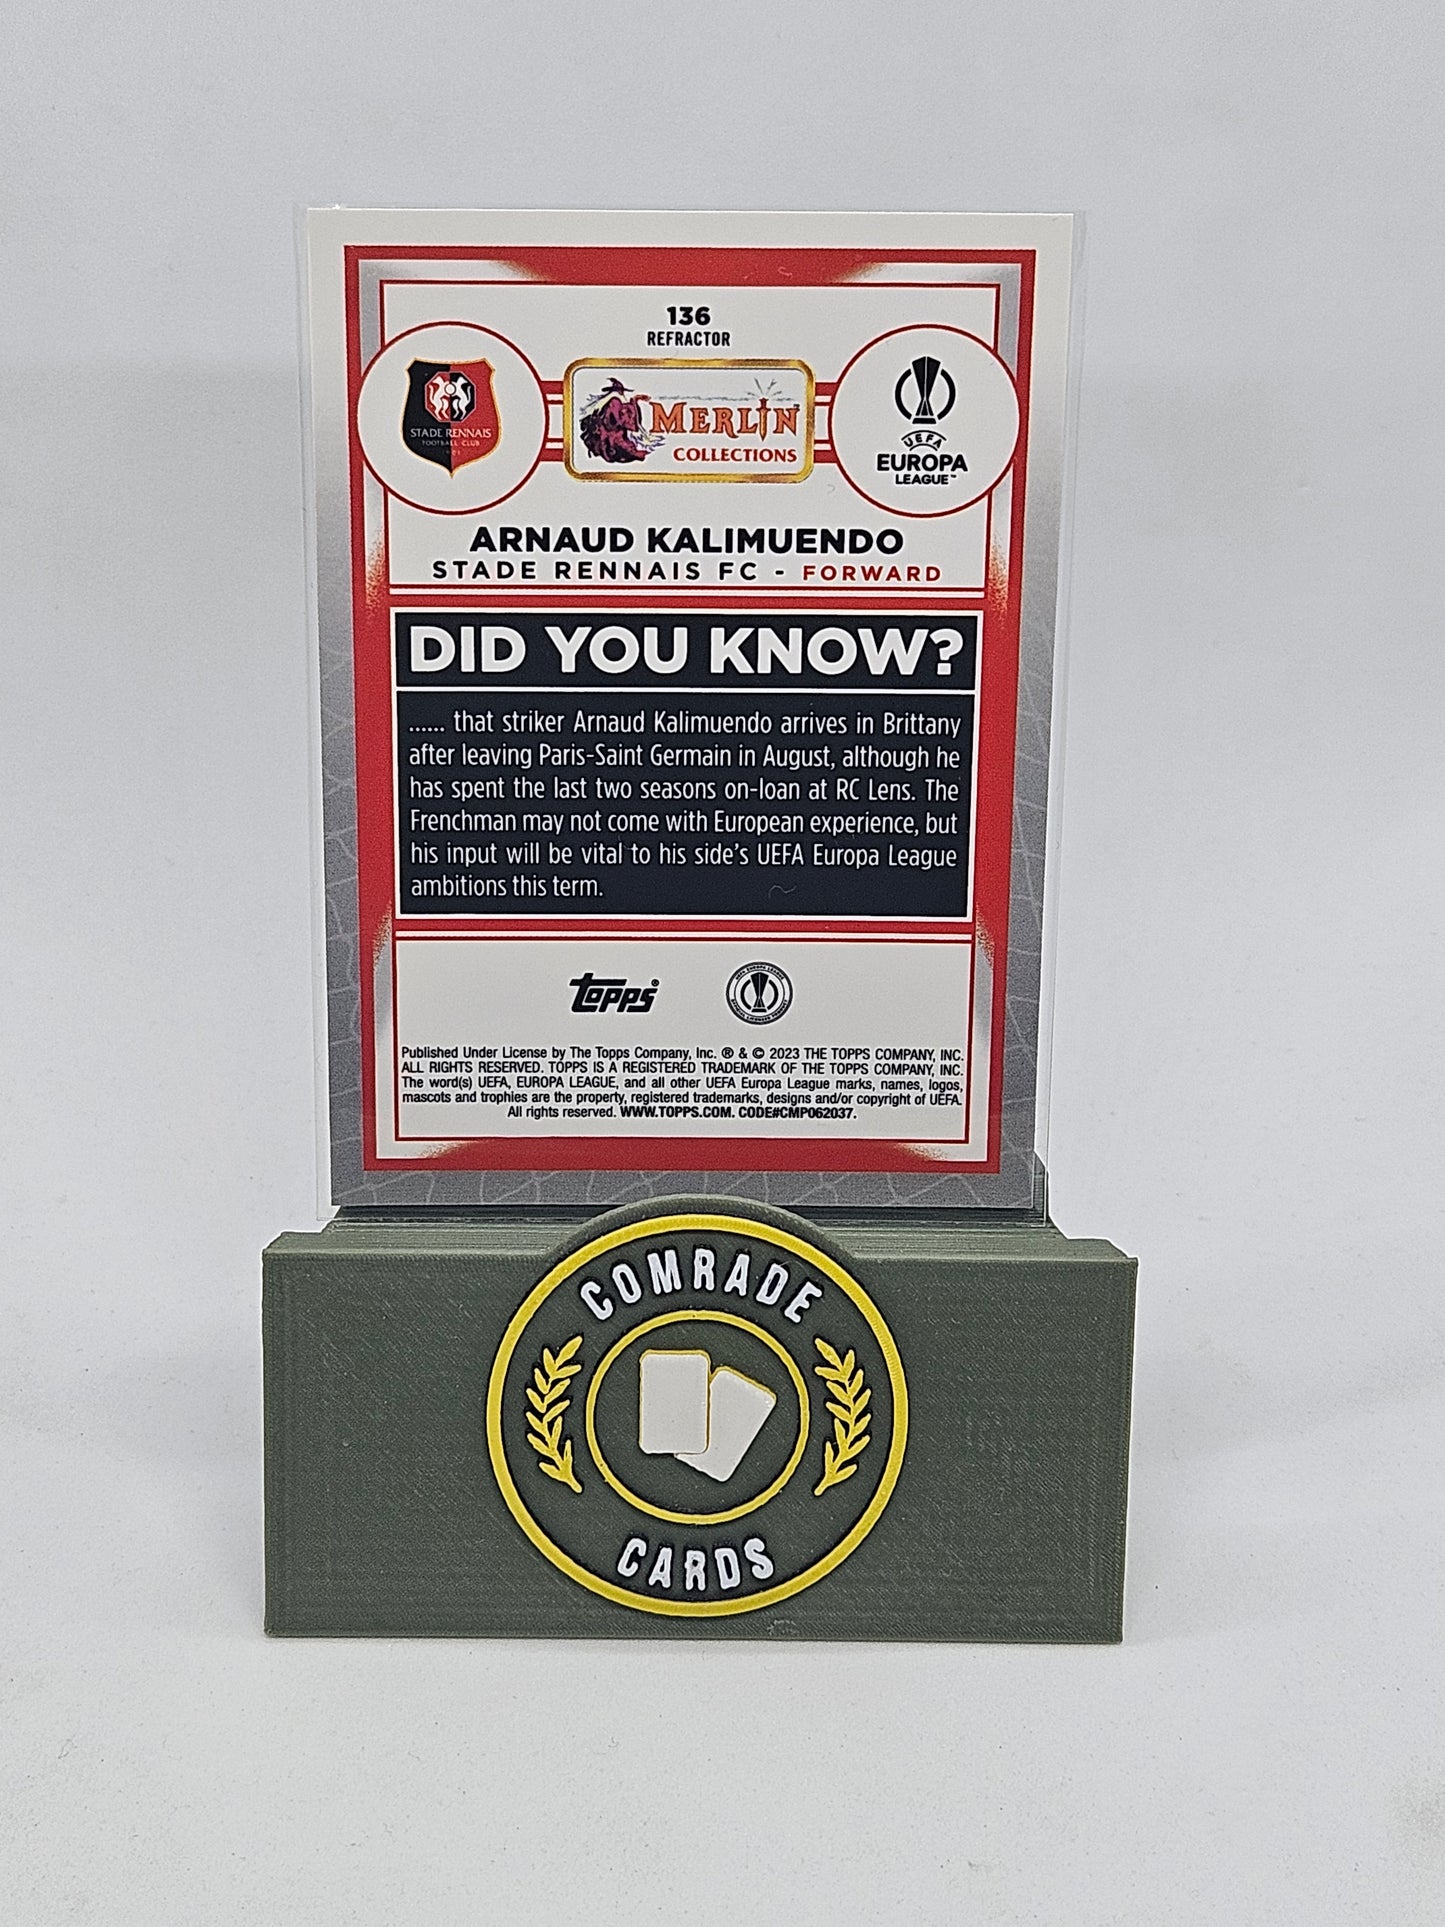 136
REFRACTOR
STADE RENNAIS
FOOTBALL CLUB
MERLIN
COLLECTIONS
UEFA
EUROPA
LEAGUE™
ARNAUD KALIMUENDO
STADE RENNAIS FC - FORWARD
DID YOU KNOW?
...... that striker Arnaud Kalimuendo arrives in Brittany
after leaving Paris-Saint Germain in August, although he
has spent the last two seasons on-loan at RC Lens. The
Frenchman may not come with European experience, but
his input will be vital to his side's UEFA Europa League
ambitions this term.
topps®
Published Under License by The Topps Company, Inc. ® & © 2023 THE TOPPS COMPANY, INC.
ALL RIGHTS RESERVED. TOPPS IS A REGISTERED TRADEMARK OF THE TOPPS COMPANY, INC.
The word(s) UEFA, EUROPA LEAGUE, and all other UEFA Europa League marks, names, logos,
mascots and trophies are the property, registered trademarks, designs and/or copyright of UEFA.
All rights reserved. WWW.TOPPS.COM. CODE#CMP062037.
COMRADE
CARDS